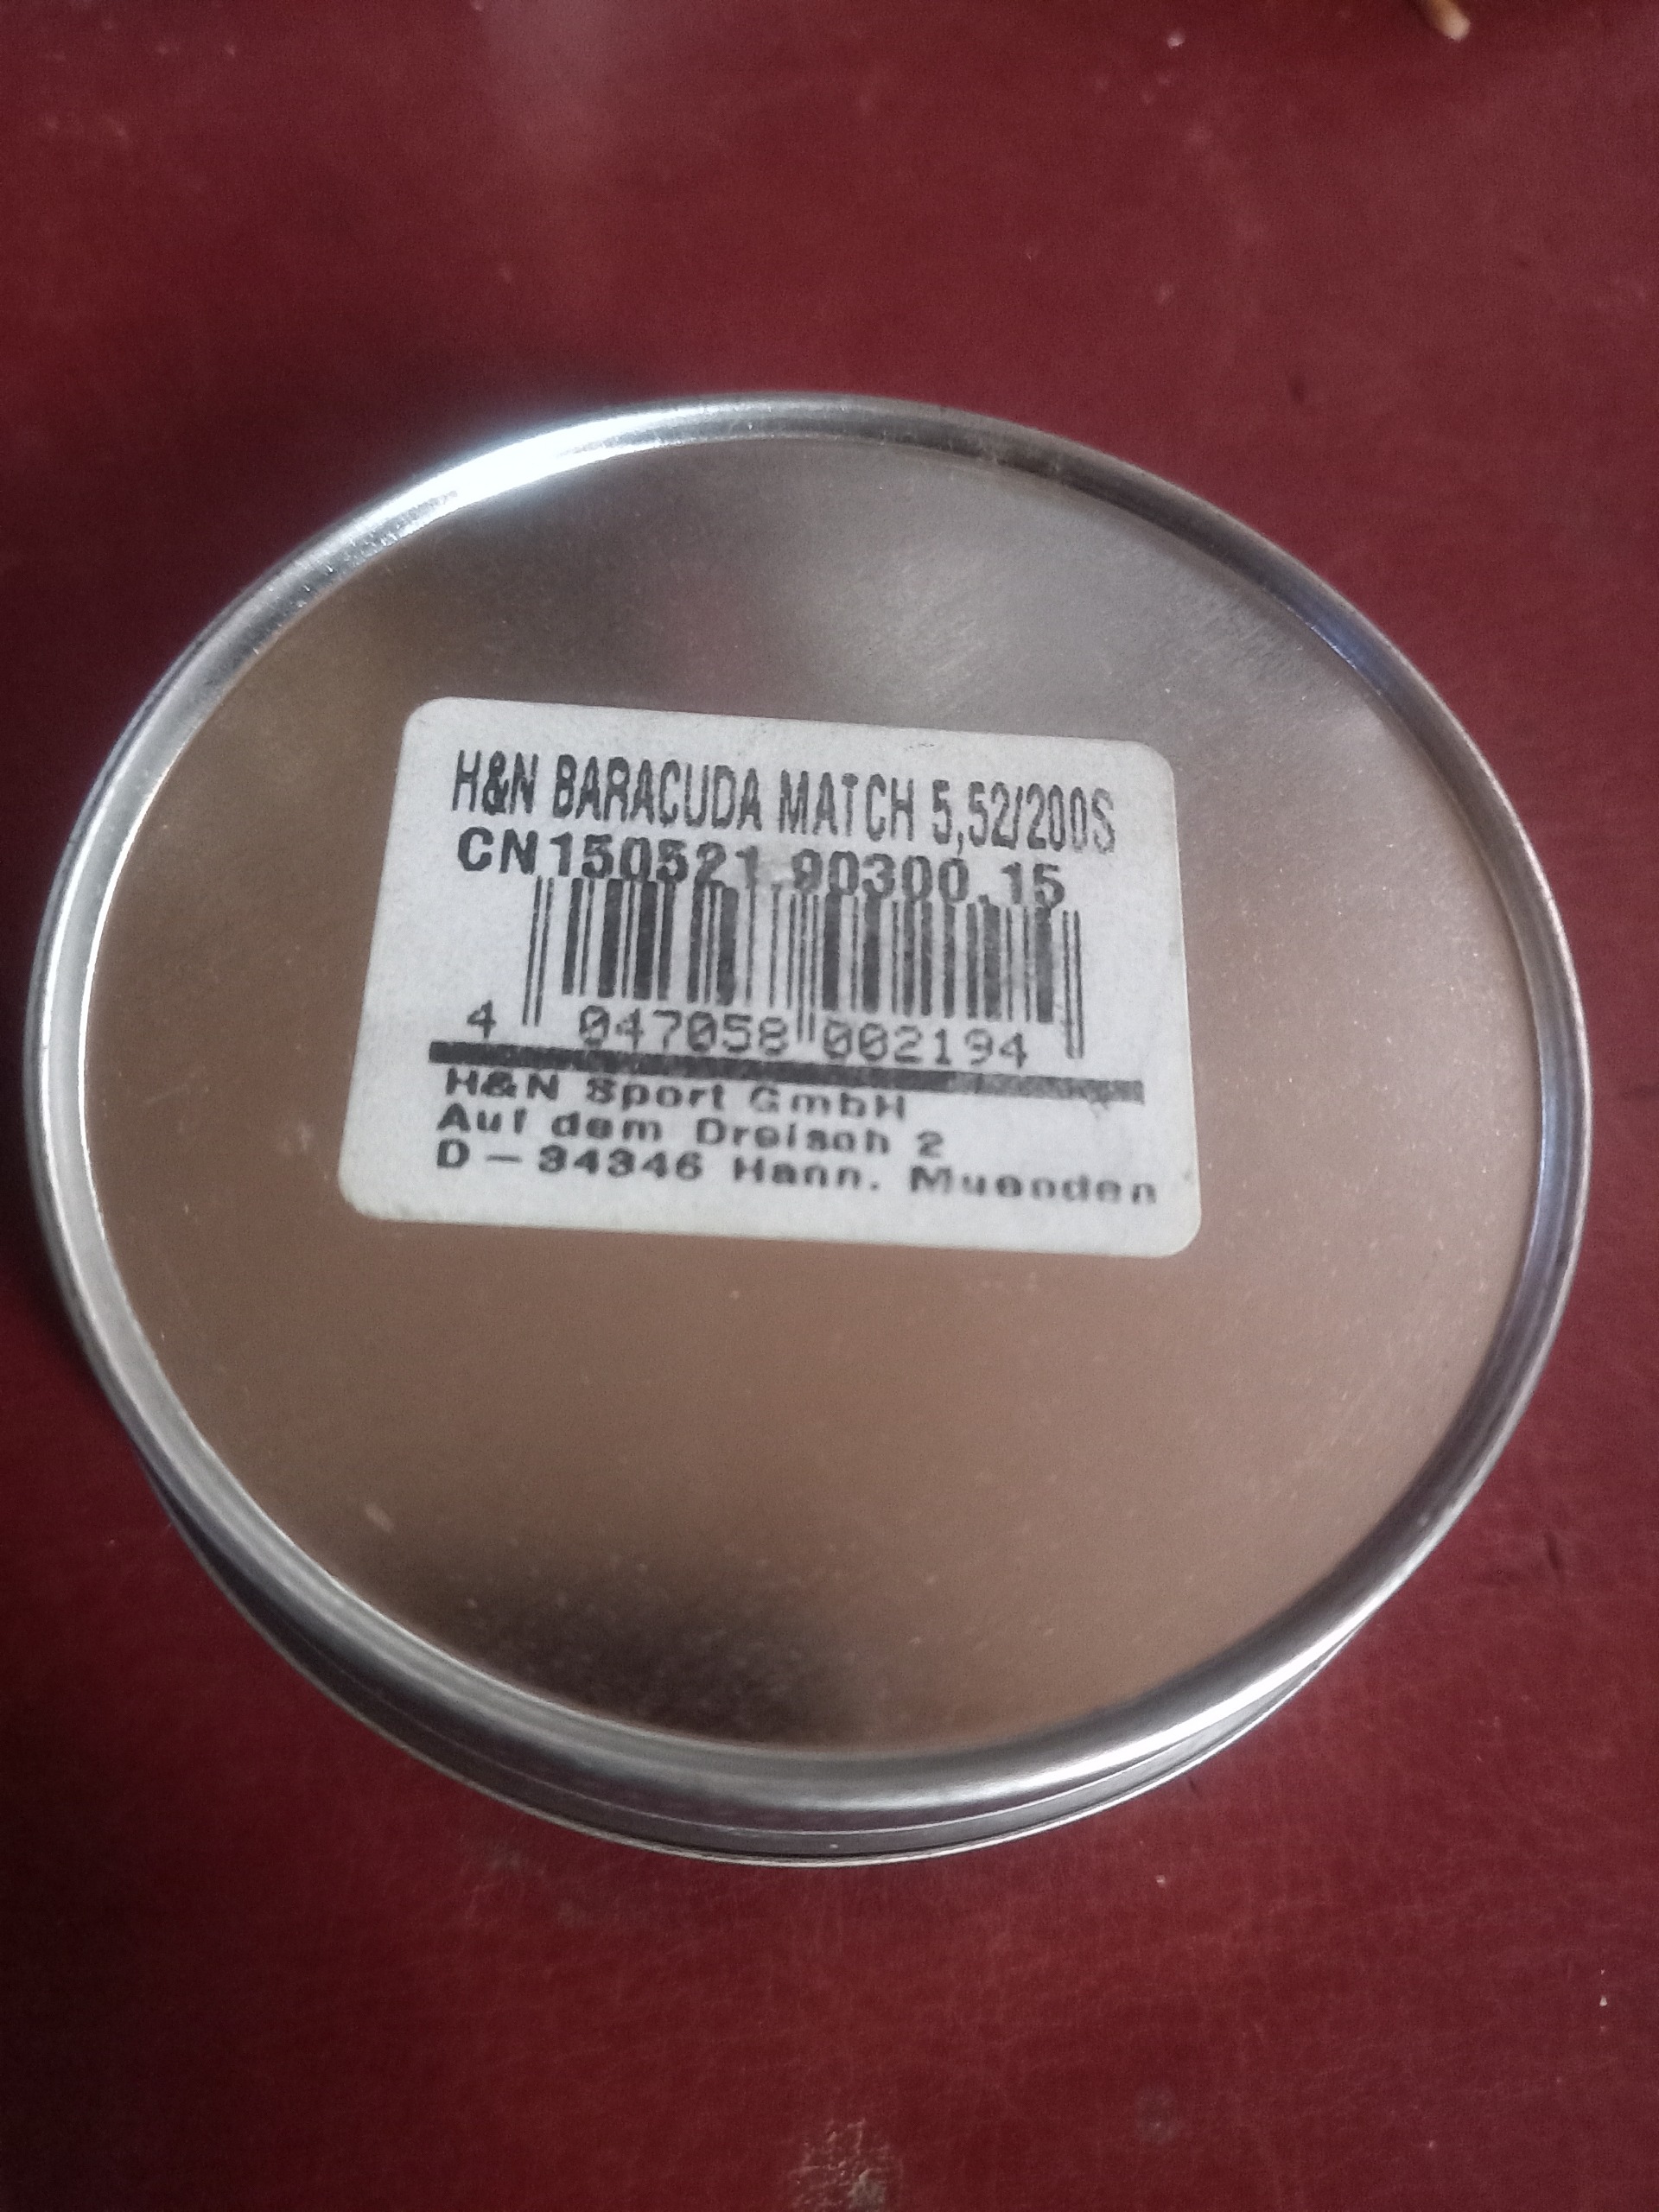 H&N BARACUDA MATCH 5,52/200S
CN150521.90300.15
4 047058 002194
H&N Sport GmbH
Auf dem Dreisch 2
D-34346 Hann. Muenden